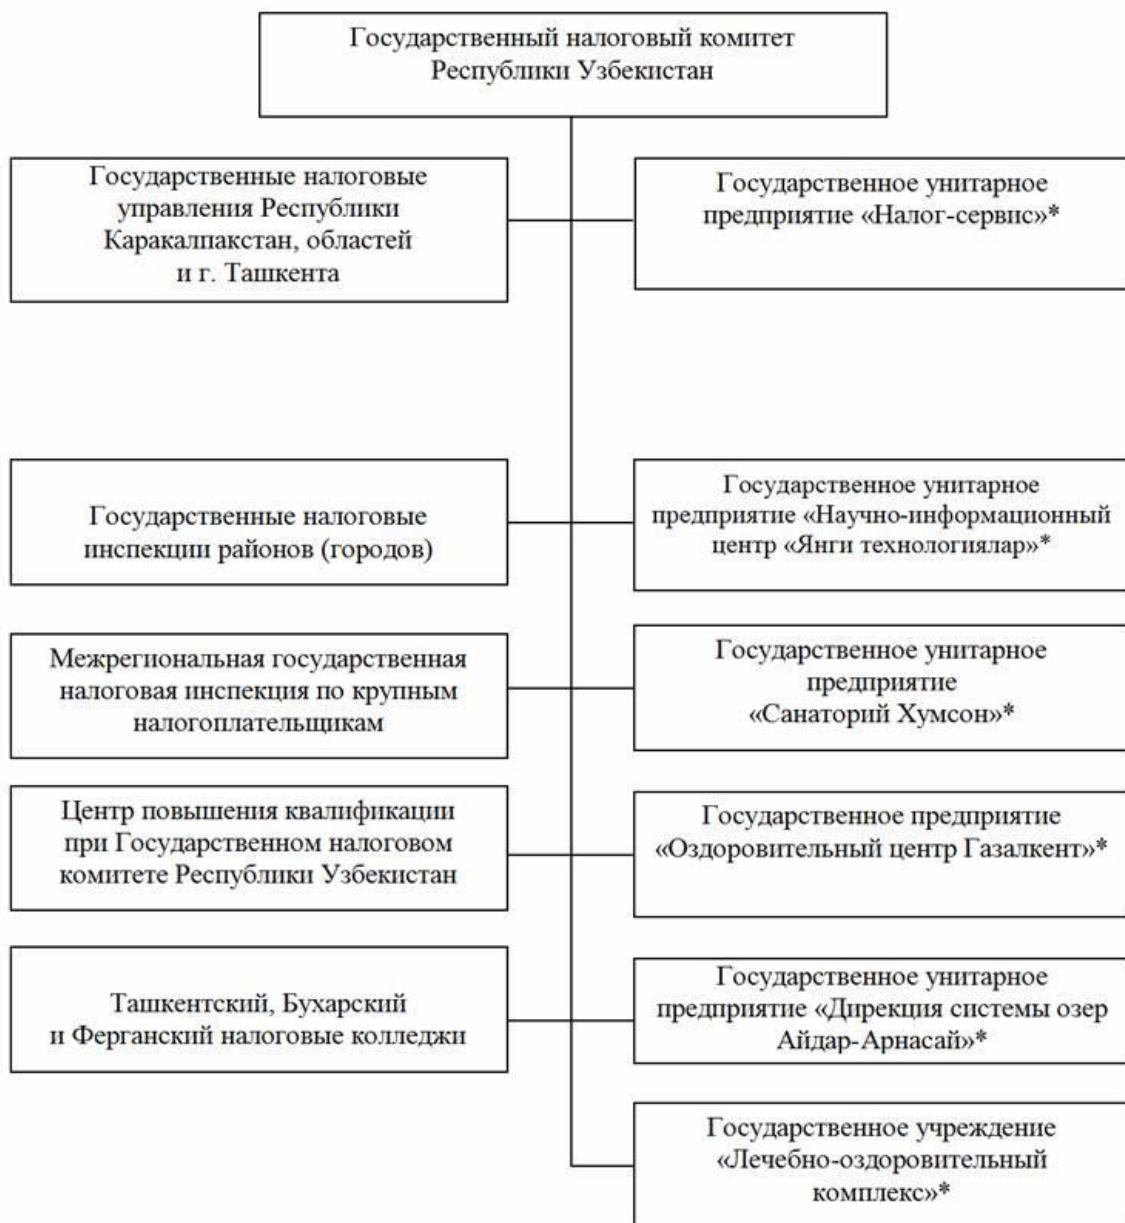 Государственный налоговый комитет
Республики Узбекистан
Государственные налоговые
управления Республики
Каракалпакстан, областей
и г. Ташкента
Государственное унитарное
предприятие «Налог-сервис»*
Государственные налоговые
инспекции районов (городов)
Государственное унитарное
предприятие «Научно-информационный
центр «Янги технологиялар»*
Межрегиональная государственная
налоговая инспекция по крупным
налогоплательщикам
Государственное унитарное
предприятие
«Санаторий Хумсон»*
Центр повышения квалификации
при Государственном налоговом
комитете Республики Узбекистан
Государственное предприятие
«Оздоровительный центр Газалкент»*
Ташкентский, Бухарский
и Ферганский налоговые колледжи
Государственное унитарное
предприятие «Дирекция системы озер
Айдар-Арнасай»*
Государственное учреждение
«Лечебно-оздоровительный
комплекс»*